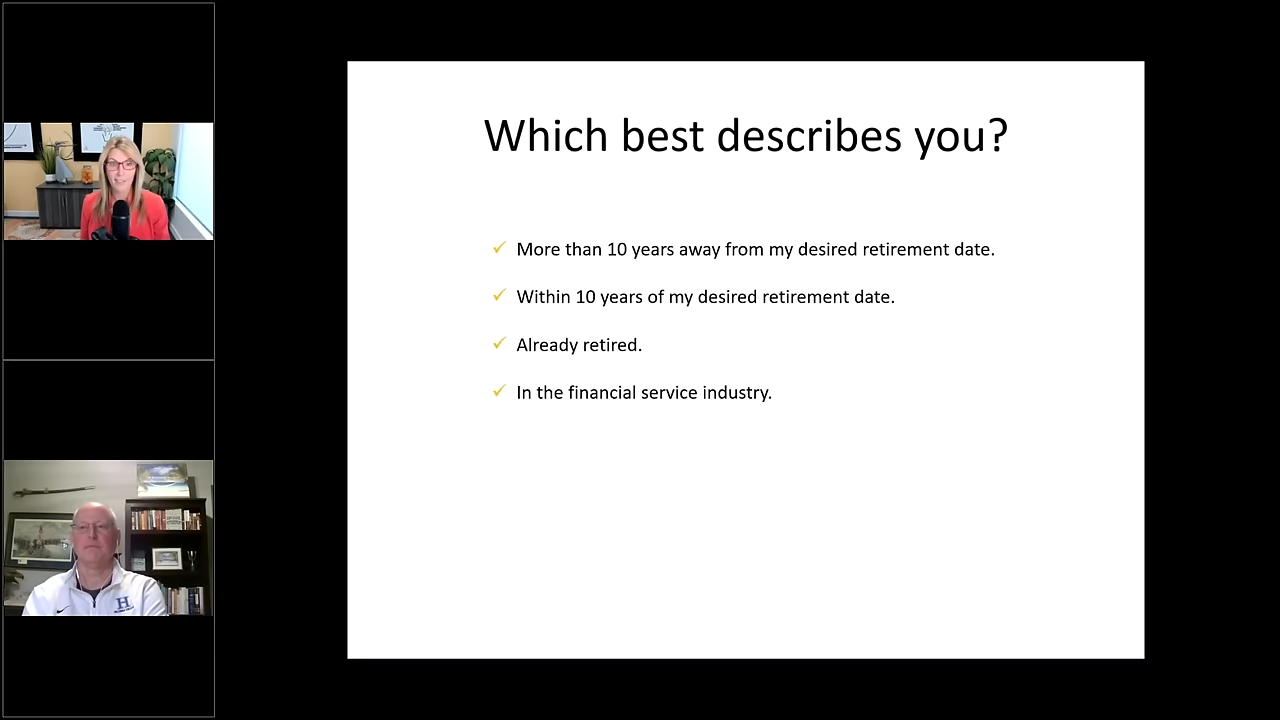 Which best describes you?
More than 10 years away from my desired retirement date.
Within 10 years of my desired retirement date.
Already retired.
In the financial service industry.
H